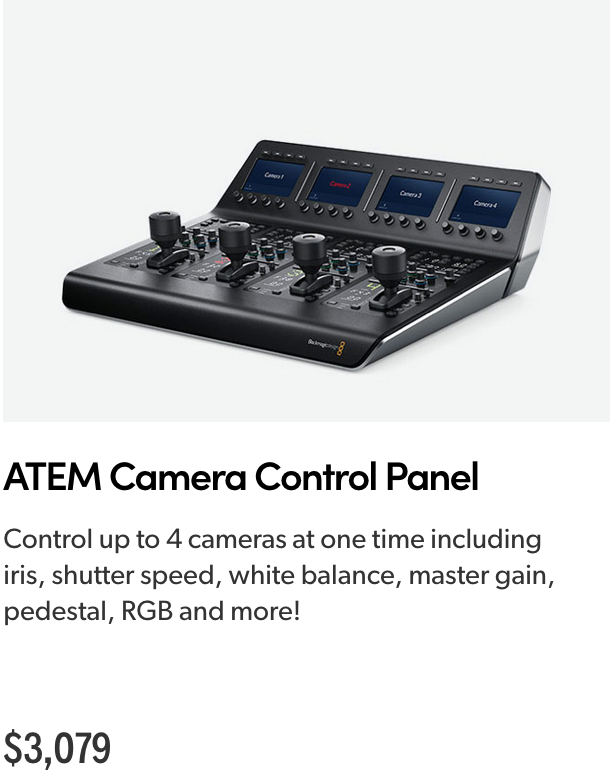 Camera 1
Camera 2
Camera 3
Camera 4
Blackmagicdesign
ATEM Camera Control Panel
Control up to 4 cameras at one time including
iris, shutter speed, white balance, master gain,
pedestal, RGB and more!
$3,079